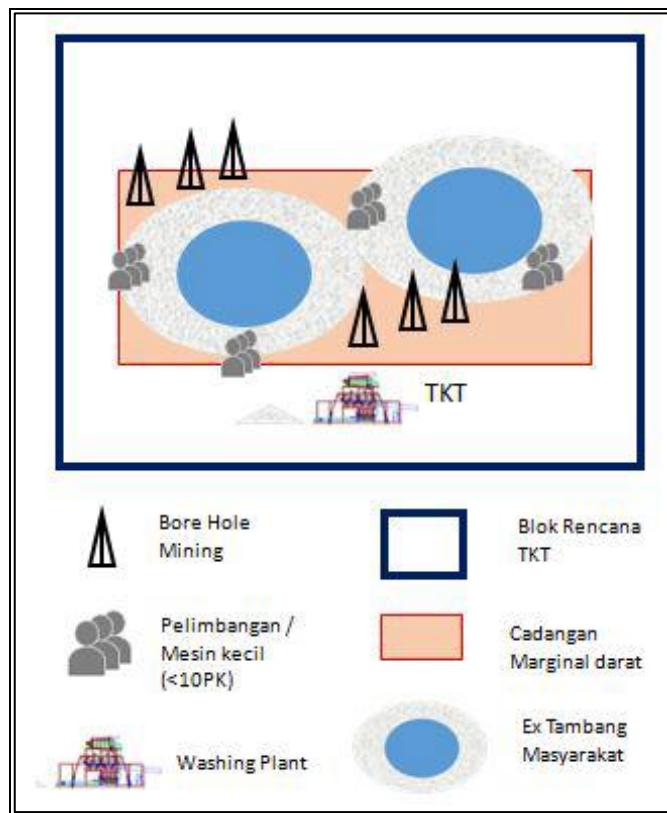 TKT
Bore Hole
Mining
Blok Rencana
TKT
Pelimbangan /
Mesin kecil
(<10PK)
Cadangan
Marginal darat
Washing Plant
Ex Tambang
Masyarakat